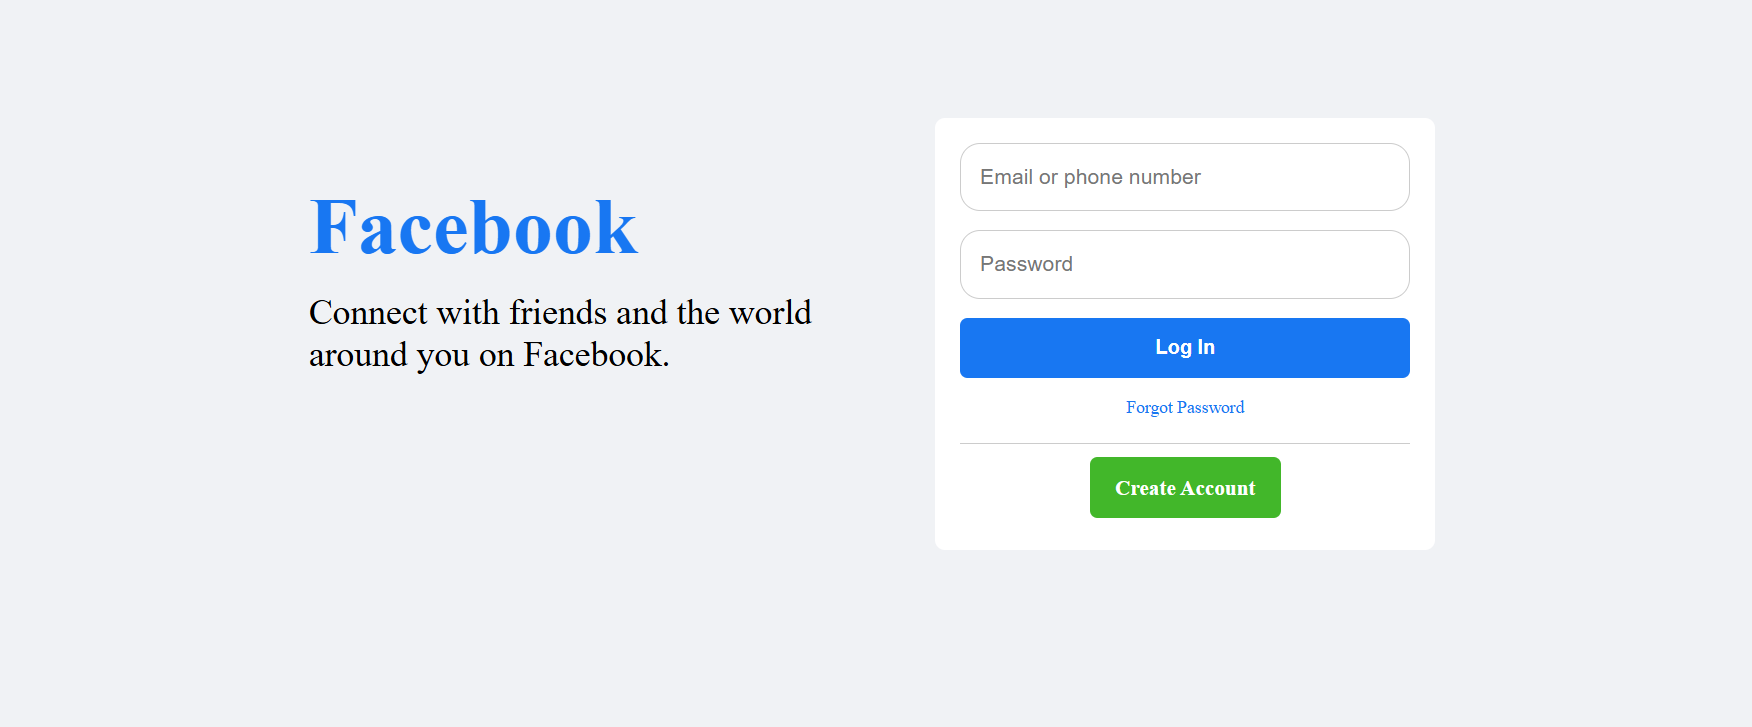 Facebook
Connect with friends and the world
around you on Facebook.
Email or phone number
Password
Log In
Forgot Password
Create Account